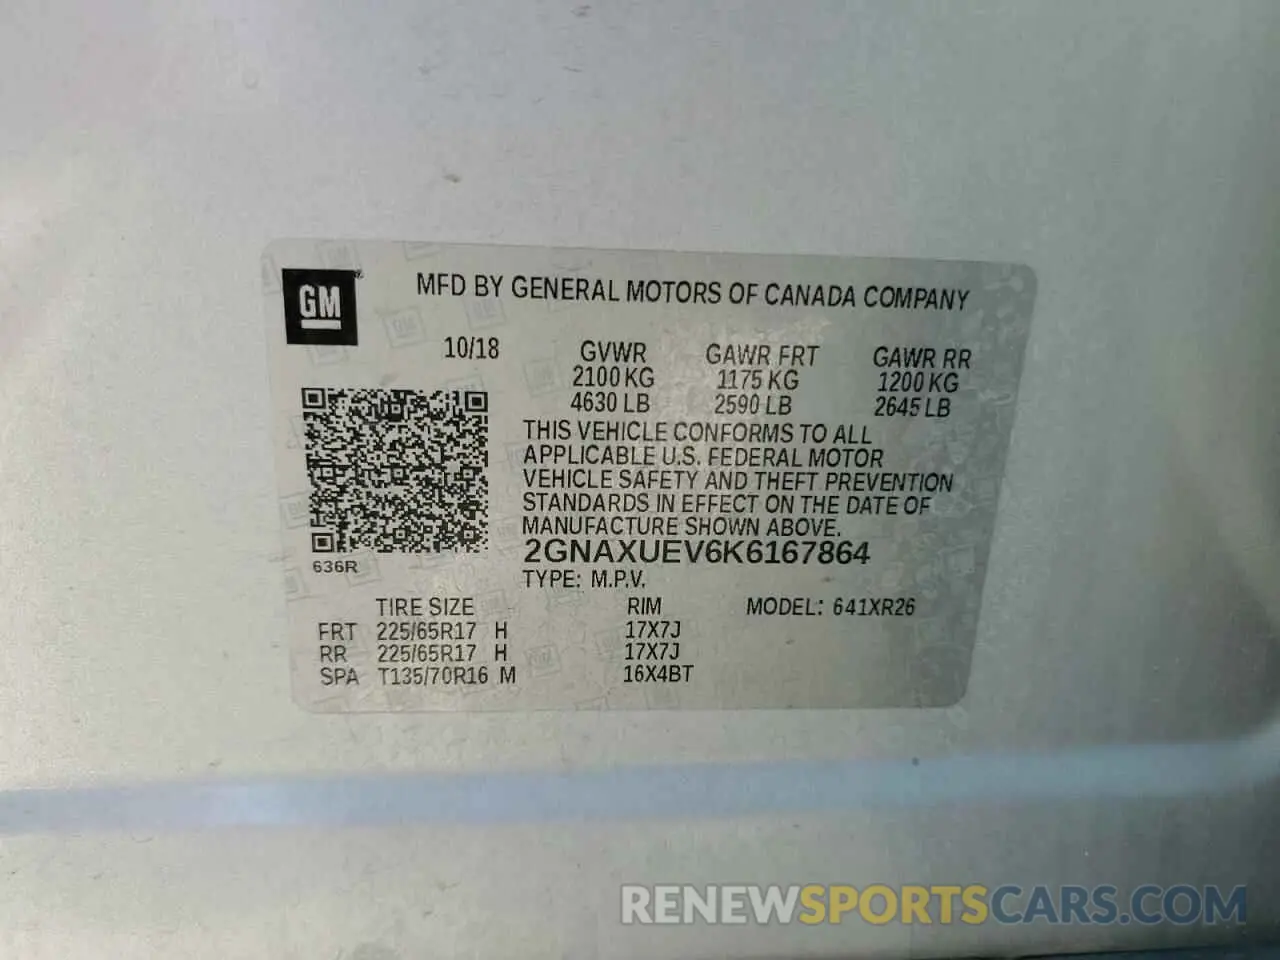 GM ®
MFD BY GENERAL MOTORS OF CANADA COMPANY
10/18 GVWR GAWR FRT GAWR RR
2100 KG 1175 KG 1200 KG
4630 LB 2590 LB 2645 LB
THIS VEHICLE CONFORMS TO ALL
APPLICABLE U.S. FEDERAL MOTOR
VEHICLE SAFETY AND THEFT PREVENTION
STANDARDS IN EFFECT ON THE DATE OF
MANUFACTURE SHOWN ABOVE.
2GNAXUEV6K6167864
636R
TYPE: M.P.V.
TIRE SIZE RIM MODEL: 641XR26
FRT 225/65R17 H 17X7J
RR 225/65R17 H 17X7J
SPA T135/70R16 M 16X4BT
RENEWSPORTSCARS.COM